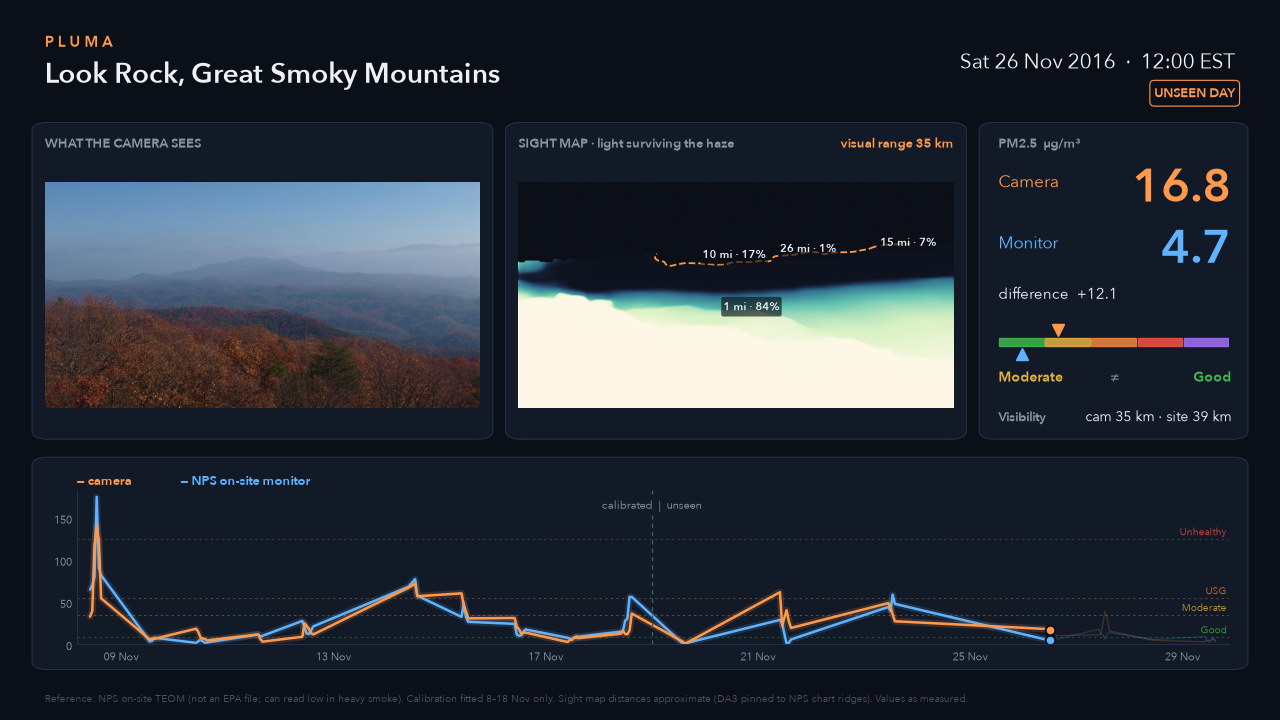 PLUMA
Look Rock, Great Smoky Mountains
Sat 26 Nov 2016 · 12:00 EST
UNSEEN DAY
WHAT THE CAMERA SEES
SIGHT MAP · light surviving the haze
visual range 35 km
10 mi · 17%
26 mi · 1%
15 mi · 7%
1 mi · 84%
PM2.5 µg/m³
Camera 16.8
Monitor 4.7
difference +12.1
Moderate ≠ Good
Visibility cam 35 km · site 39 km
– camera – NPS on-site monitor
calibrated | unseen
150
100
50
0
Unhealthy
USG
Moderate
Good
09 Nov 13 Nov 17 Nov 21 Nov 25 Nov 29 Nov
Reference: NPS on-site TEOM (not an EPA file; can read low in heavy smoke). Calibration fitted 8–18 Nov only. Sight map distances approximate (DA3 pinned to NPS chart ridges). Values as measured.